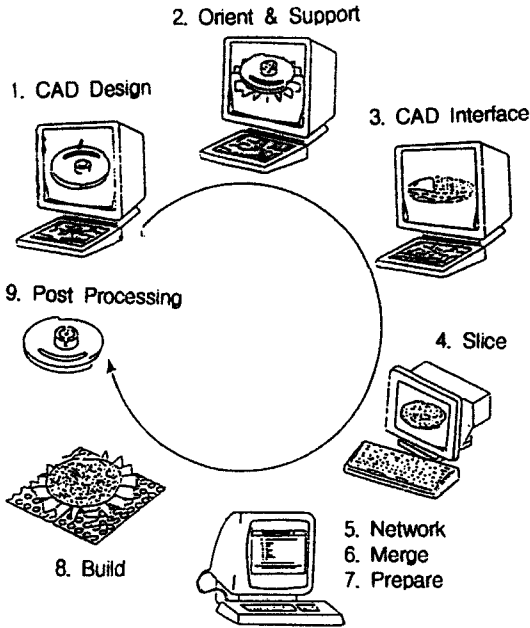 1. CAD Design
2. Orient & Support
3. CAD Interface
4. Slice
5. Network
6. Merge
7. Prepare
8. Build
9. Post Processing